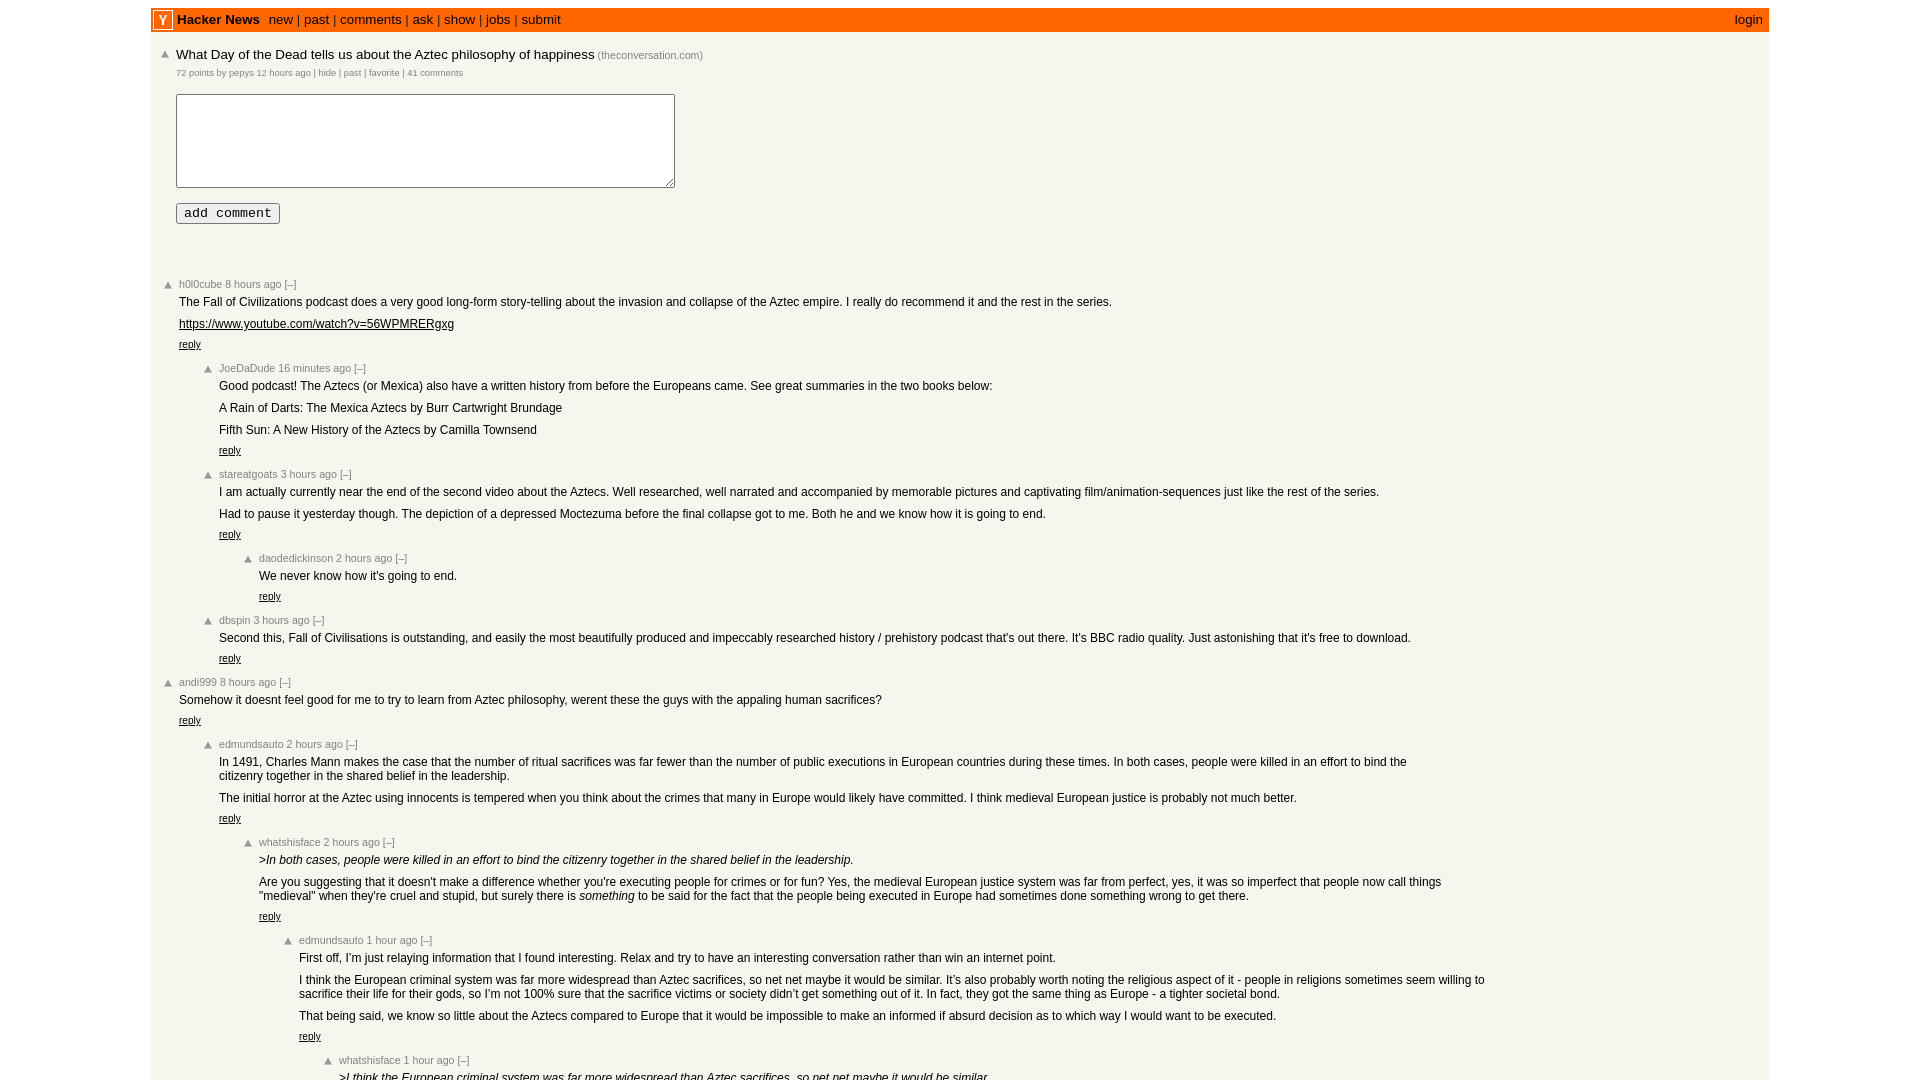 Y Hacker News new | past | comments | ask | show | jobs | submit login
What Day of the Dead tells us about the Aztec philosophy of happiness (theconversation.com)
72 points by pepys 12 hours ago | hide | past | favorite | 41 comments
add comment
h0l0cube 8 hours ago [–]
The Fall of Civilizations podcast does a very good long-form story-telling about the invasion and collapse of the Aztec empire. I really do recommend it and the rest in the series.
https://www.youtube.com/watch?v=56WPMRERgxg
reply
JoeDaDude 16 minutes ago [–]
Good podcast! The Aztecs (or Mexica) also have a written history from before the Europeans came. See great summaries in the two books below:
A Rain of Darts: The Mexica Aztecs by Burr Cartwright Brundage
Fifth Sun: A New History of the Aztecs by Camilla Townsend
reply
stareatgoats 3 hours ago [–]
I am actually currently near the end of the second video about the Aztecs. Well researched, well narrated and accompanied by memorable pictures and captivating film/animation-sequences just like the rest of the series.
Had to pause it yesterday though. The depiction of a depressed Moctezuma before the final collapse got to me. Both he and we know how it is going to end.
reply
daodedickinson 2 hours ago [–]
We never know how it's going to end.
reply
dbspin 3 hours ago [–]
Second this, Fall of Civilisations is outstanding, and easily the most beautifully produced and impeccably researched history / prehistory podcast that's out there. It's BBC radio quality. Just astonishing that it's free to download.
reply
andi999 8 hours ago [–]
Somehow it doesnt feel good for me to try to learn from Aztec philosophy, werent these the guys with the appaling human sacrifices?
reply
edmundsauto 2 hours ago [–]
In 1491, Charles Mann makes the case that the number of ritual sacrifices was far fewer than the number of public executions in European countries during these times. In both cases, people were killed in an effort to bind the
citizenry together in the shared belief in the leadership.
The initial horror at the Aztec using innocents is tempered when you think about the crimes that many in Europe would likely have committed. I think medieval European justice is probably not much better.
reply
whatshisface 2 hours ago [–]
>In both cases, people were killed in an effort to bind the citizenry together in the shared belief in the leadership.
Are you suggesting that it doesn't make a difference whether you're executing people for crimes or for fun? Yes, the medieval European justice system was far from perfect, yes, it was so imperfect that people now call things
"medieval" when they're cruel and stupid, but surely there is something to be said for the fact that the people being executed in Europe had sometimes done something wrong to get there.
reply
edmundsauto 1 hour ago [–]
First off, I’m just relaying information that I found interesting. Relax and try to have an interesting conversation rather than win an internet point.
I think the European criminal system was far more widespread than Aztec sacrifices, so net net maybe it would be similar. It’s also probably worth noting the religious aspect of it - people in religions sometimes seem willing to
sacrifice their life for their gods, so I’m not 100% sure that the sacrifice victims or society didn’t get something out of it. In fact, they got the same thing as Europe - a tighter societal bond.
That being said, we know so little about the Aztecs compared to Europe that it would be impossible to make an informed if absurd decision as to which way I would want to be executed.
reply
whatshisface 1 hour ago [–]
>I think the European criminal system was far more widespread than Aztec sacrifices, so net net maybe it would be similar.